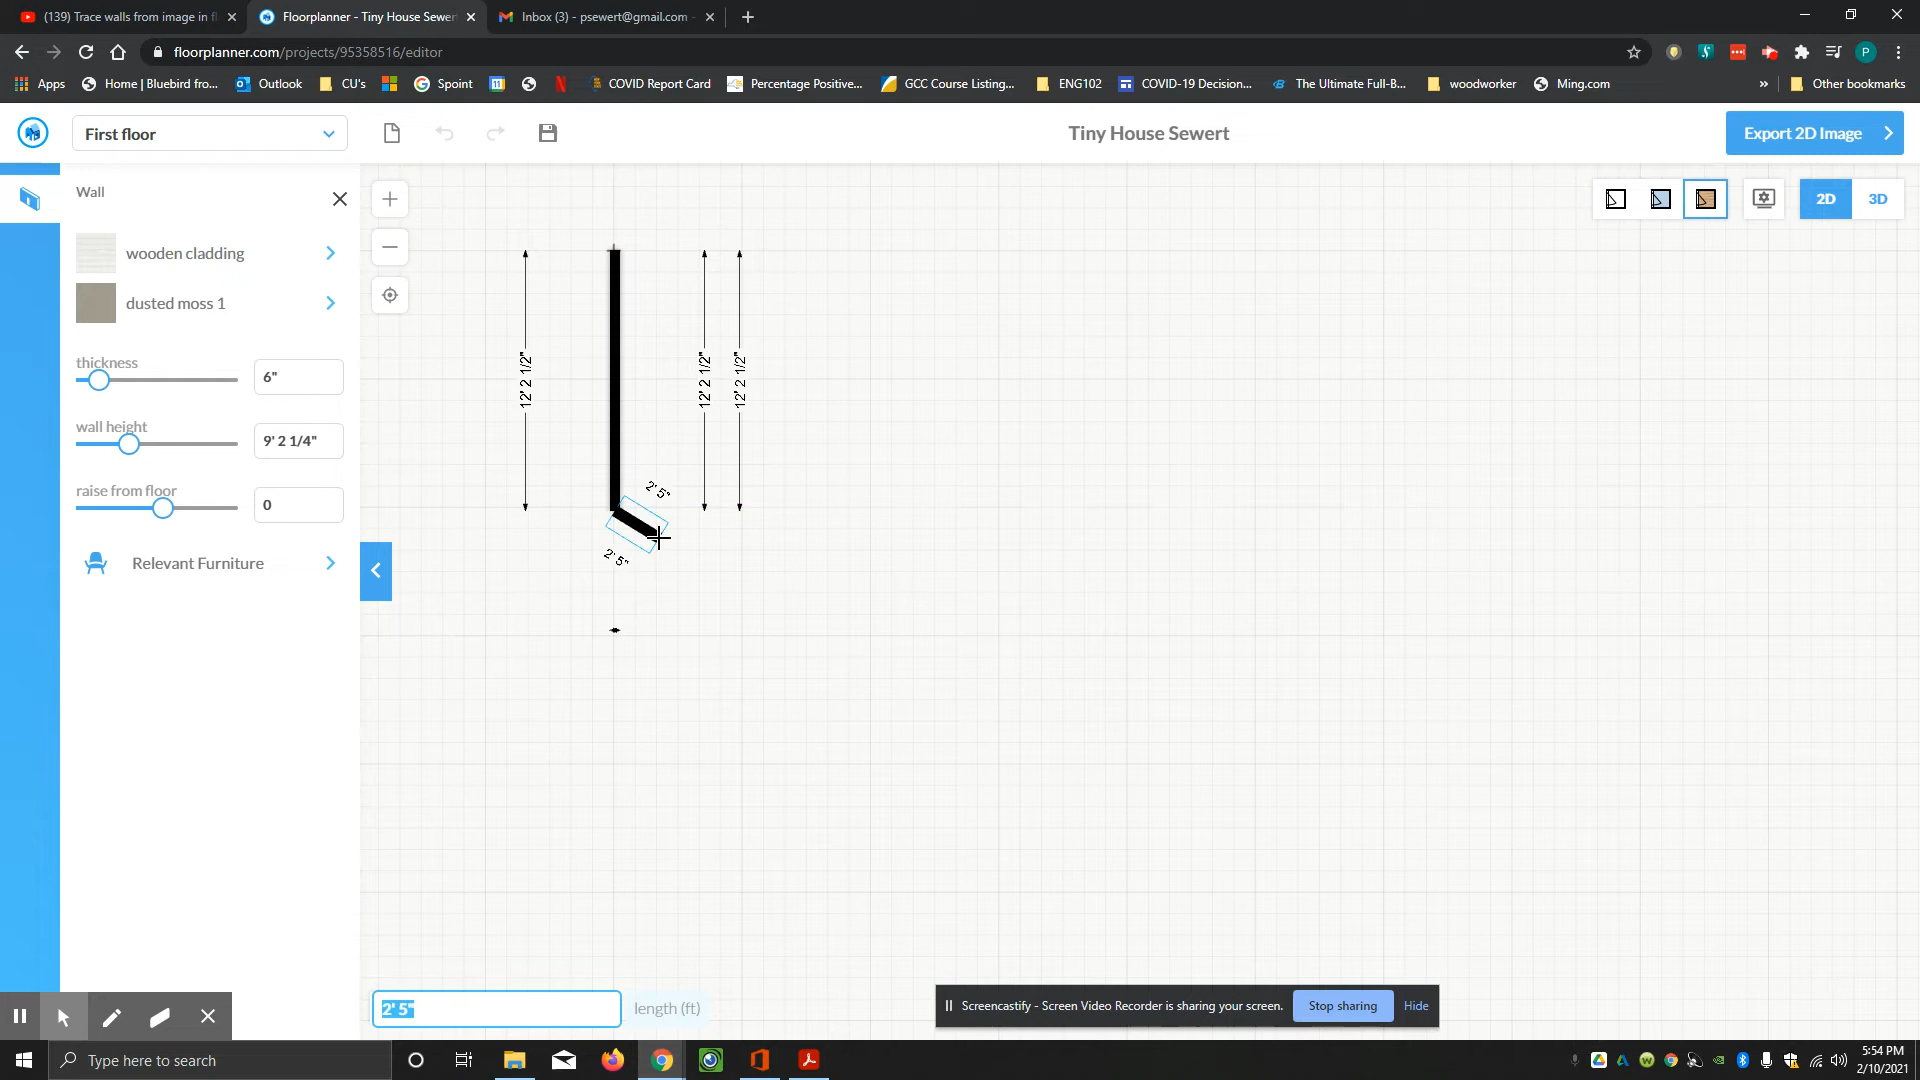 (139) Trace walls from image in fl
Floorplanner - Tiny House Sewert
Inbox (3) - psewert@gmail.com -
floorplanner.com/projects/95358516/editor
P
Apps
Home | Bluebird fro...
Outlook
CU's
Spoint
COVID Report Card
Percentage Positive...
GCC Course Listing...
ENG102
COVID-19 Decision...
The Ultimate Full-B...
woodworker
Ming.com
»
Other bookmarks
First floor
Tiny House Sewert
Export 2D Image
Wall
2D
3D
wooden cladding
dusted moss 1
thickness
6"
wall height
9' 2 1/4"
raise from floor
0
Relevant Furniture
12' 2 1/2"
12' 2 1/2"
12' 2 1/2"
2' 5"
2' 5"
2' 5"
length (ft)
Screencastify - Screen Video Recorder is sharing your screen.
Stop sharing
Hide
Type here to search
5:54 PM
2/10/2021